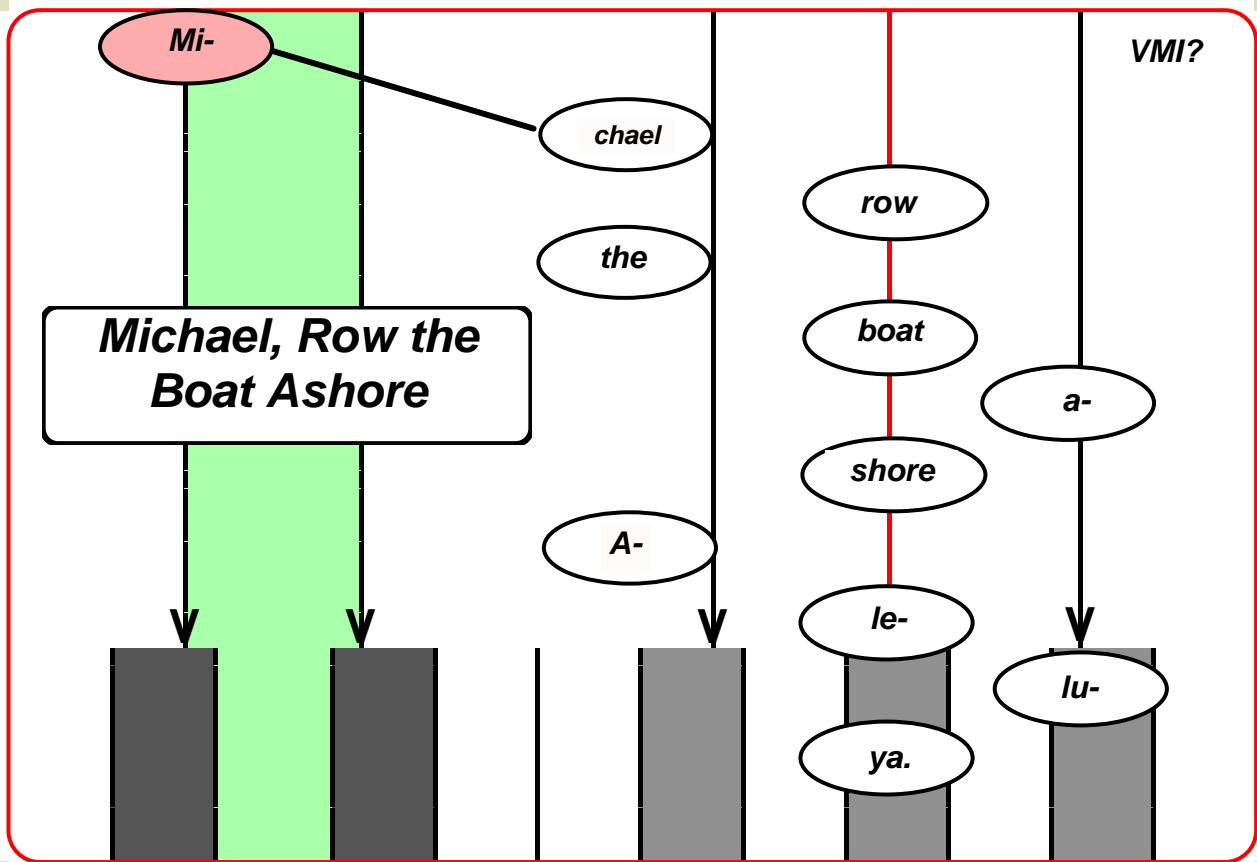 Mi-
VMI?
chael
row
the
boat
Michael, Row the
Boat Ashore
a-
shore
A-
le-
lu-
ya.